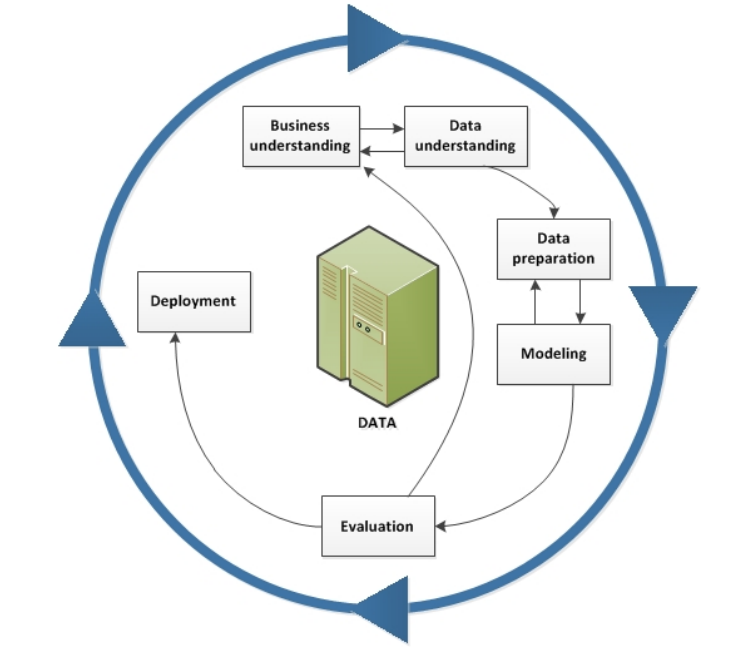 Business
understanding
Data
understanding
Data
preparation
Deployment
Modeling
DATA
Evaluation